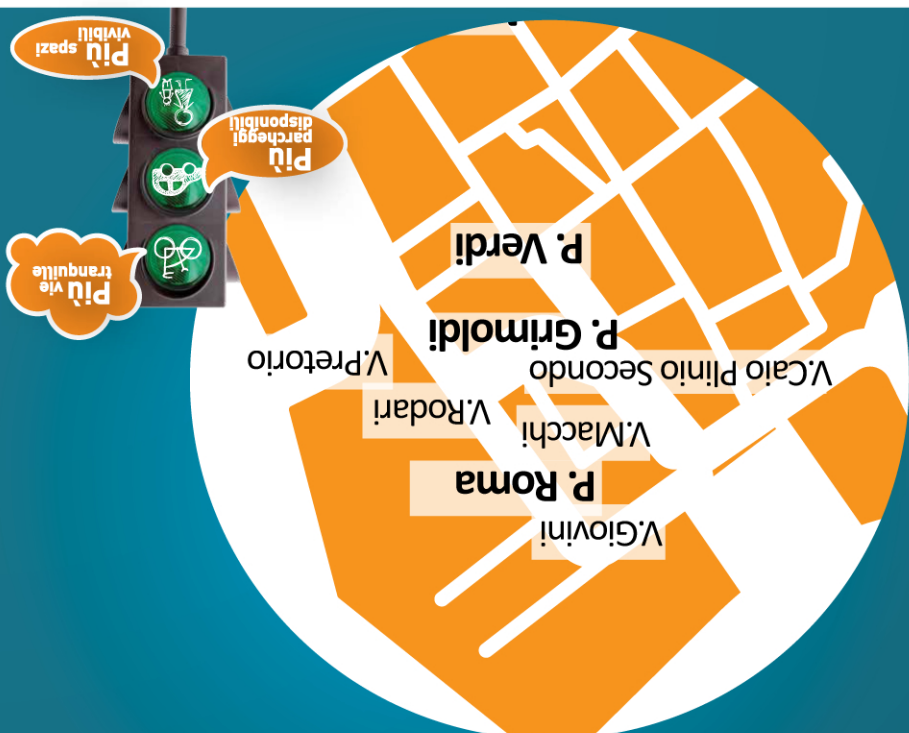 V.Giovini
P. Roma
V.Macchi
V.Rodari
V.Caio Plinio Secondo
V.Pretorio
P. Grimoldi
P. Verdi
Più vie
tranquille
Più
parcheggi
disponibili
Più spazi
vivibili